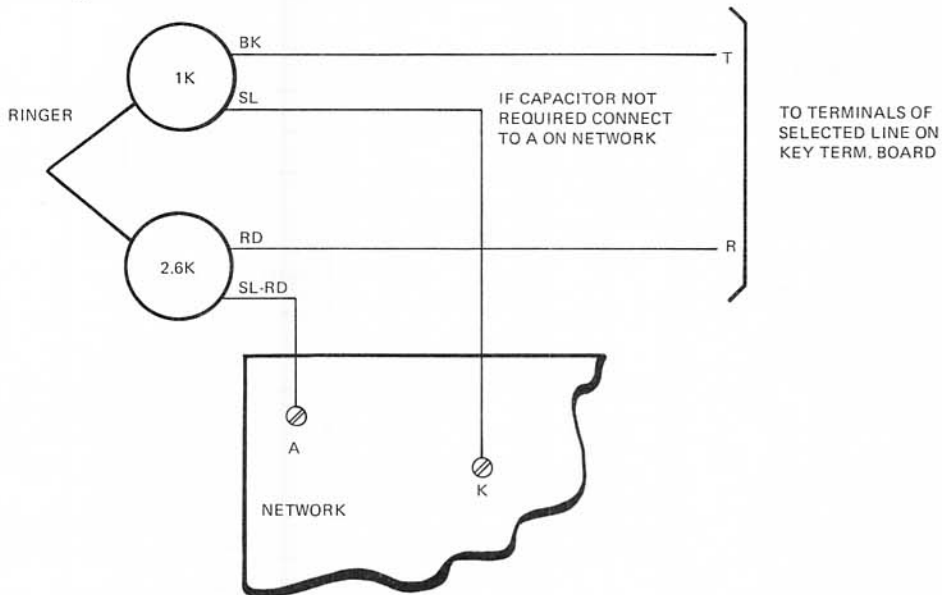 BK
T
1K
SL
RINGER
IF CAPACITOR NOT
REQUIRED CONNECT
TO A ON NETWORK
TO TERMINALS OF
SELECTED LINE ON
KEY TERM. BOARD
RD
R
2.6K
SL-RD
A
K
NETWORK